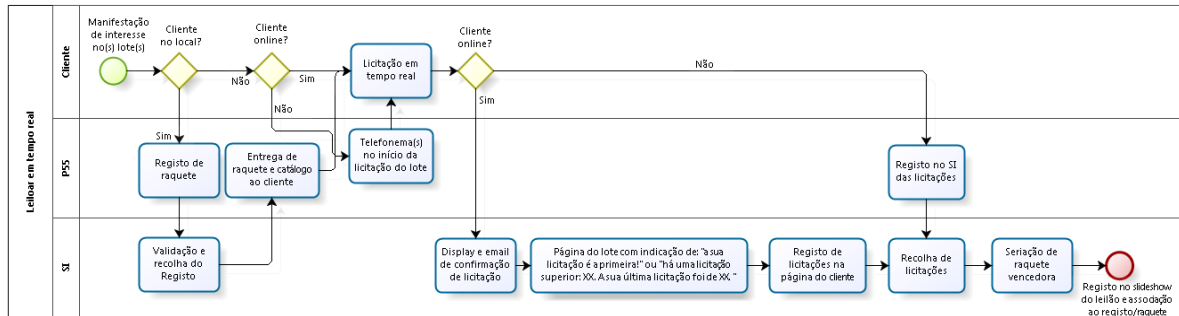 Leiloar em tempo real
Cliente
Manifestação
de interesse
no(s) lote(s)
Cliente
no local?
Cliente
online?
Não
Sim
Não
Sim
Licitação em
tempo real
Cliente
online?
Não
Sim
P55
Registo de
raquete
Entrega de
raquete e catálogo
ao cliente
Telefonema(s)
no início da
licitação do lote
Registo no SI
das licitações
SI
Validação e
recolha do
Registo
Display e email
de confirmação
de licitação
Página do lote com indicação de: "a sua
licitação é a primeira!" ou "há uma licitação
superior: XX. A sua última licitação foi de XX. "
Registo de
licitações na
página do cliente
Recolha de
licitações
Seriação de
raquete
vencedora
Registo no slideshow
do leilão e associação
ao registo/raquete